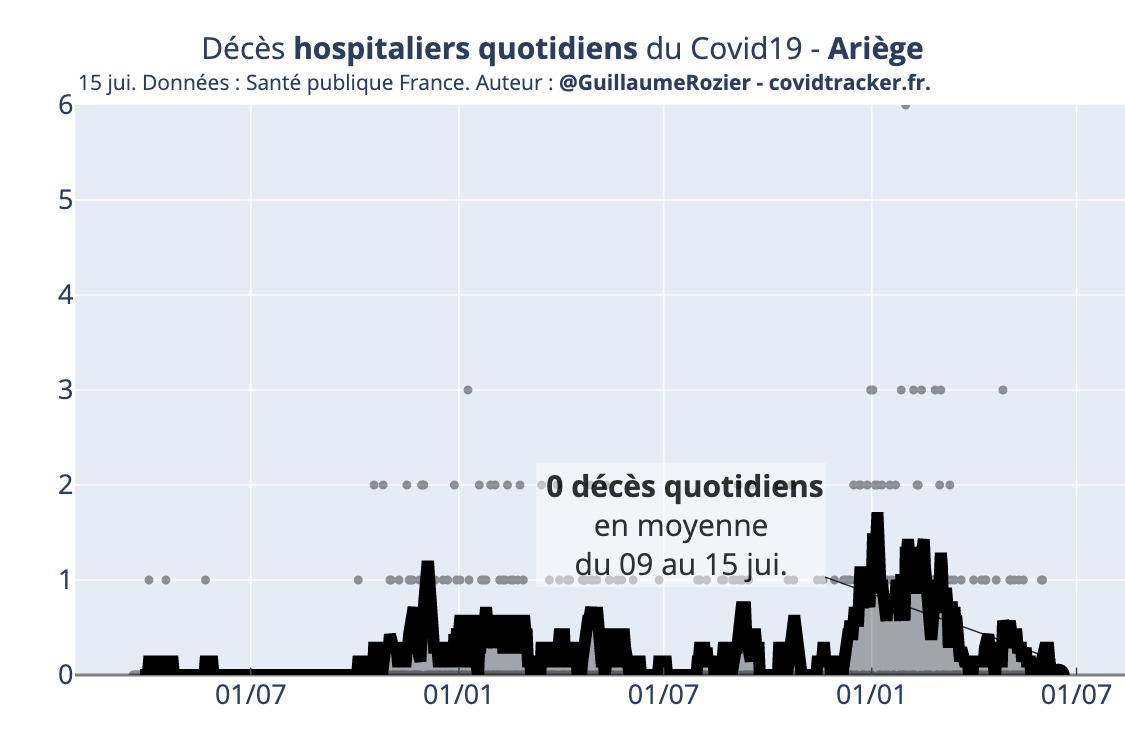 Décès hospitaliers quotidiens du Covid19 - Ariège
15 jui. Données : Santé publique France. Auteur : @GuillaumeRozier - covidtracker.fr.
6
5
4
3
2
1
0
0 décès quotidiens
en moyenne
du 09 au 15 jui.
01/07 01/01 01/07 01/01 01/07